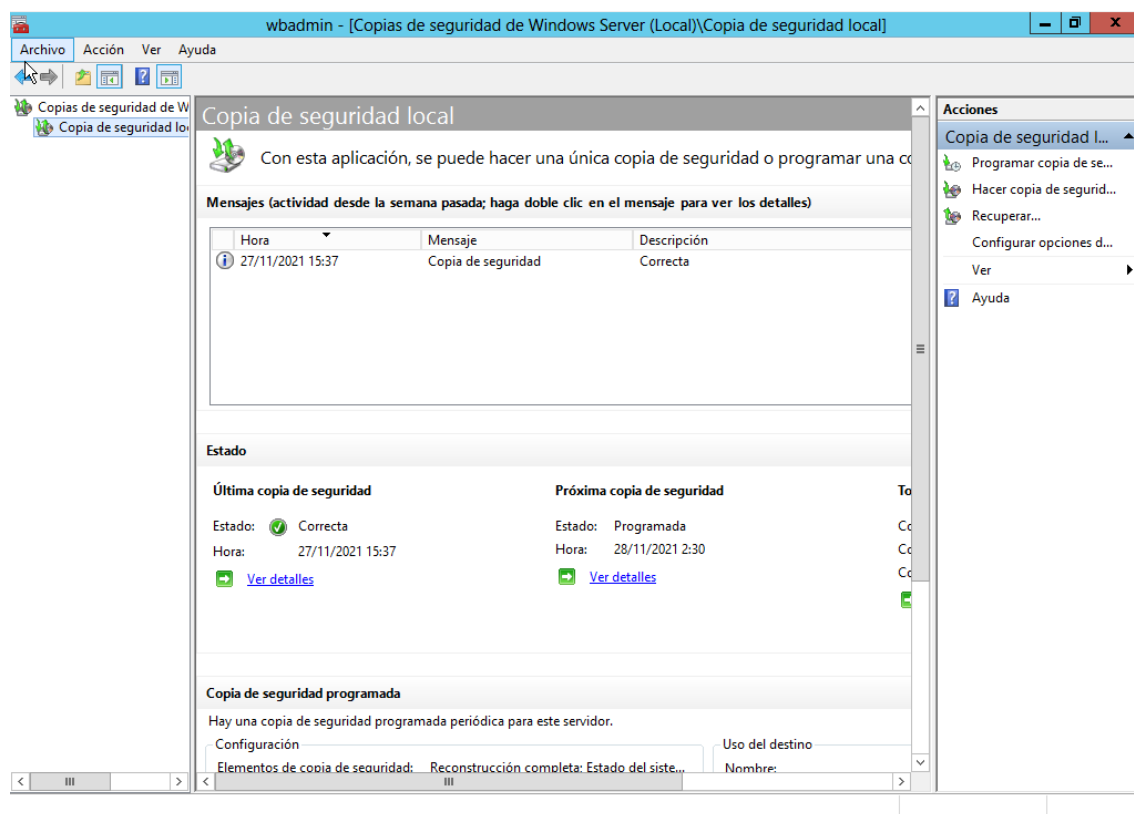 wbadmin - [Copias de seguridad de Windows Server (Local)\Copia de seguridad local]
Archivo Acción Ver Ayuda
Copias de seguridad de W
Copia de seguridad lo
Copia de seguridad local
Con esta aplicación, se puede hacer una única copia de seguridad o programar una co
Mensajes (actividad desde la semana pasada; haga doble clic en el mensaje para ver los detalles)
Hora Mensaje Descripción
27/11/2021 15:37 Copia de seguridad Correcta
Estado
Última copia de seguridad Próxima copia de seguridad To
Estado: Correcta Estado: Programada Co
Hora: 27/11/2021 15:37 Hora: 28/11/2021 2:30 Co
Ver detalles Ver detalles Co
Copia de seguridad programada
Hay una copia de seguridad programada periódica para este servidor.
Configuración Uso del destino
Elementos de copia de seguridad: Reconstrucción completa: Estado del siste... Nombre:
Acciones
Copia de seguridad l...
Programar copia de se...
Hacer copia de segurid...
Recuperar...
Configurar opciones d...
Ver
Ayuda